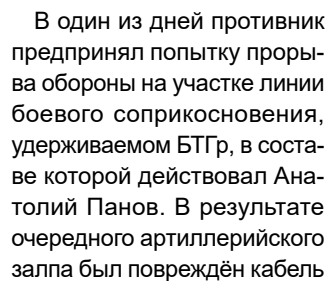 В один из дней противник
предпринял попытку проры-
ва обороны на участке линии
боевого соприкосновения,
удерживаемом БТГр, в соста-
ве которой действовал Ана-
толий Панов. В результате
очередного артиллерийского
залпа был повреждён кабель